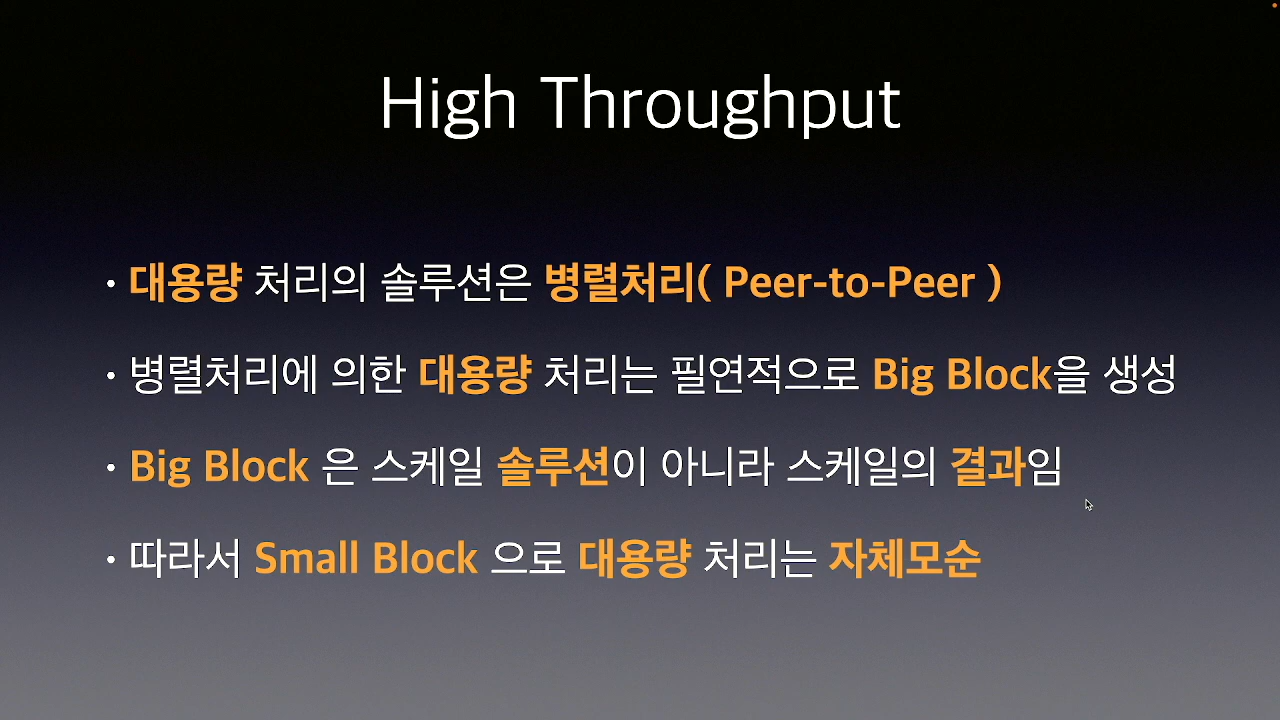 High Throughput
• 대용량 처리의 솔루션은 병렬처리( Peer-to-Peer )
• 병렬처리에 의한 대용량 처리는 필연적으로 Big Block을 생성
• Big Block 은 스케일 솔루션이 아니라 스케일의 결과임
• 따라서 Small Block 으로 대용량 처리는 자체모순